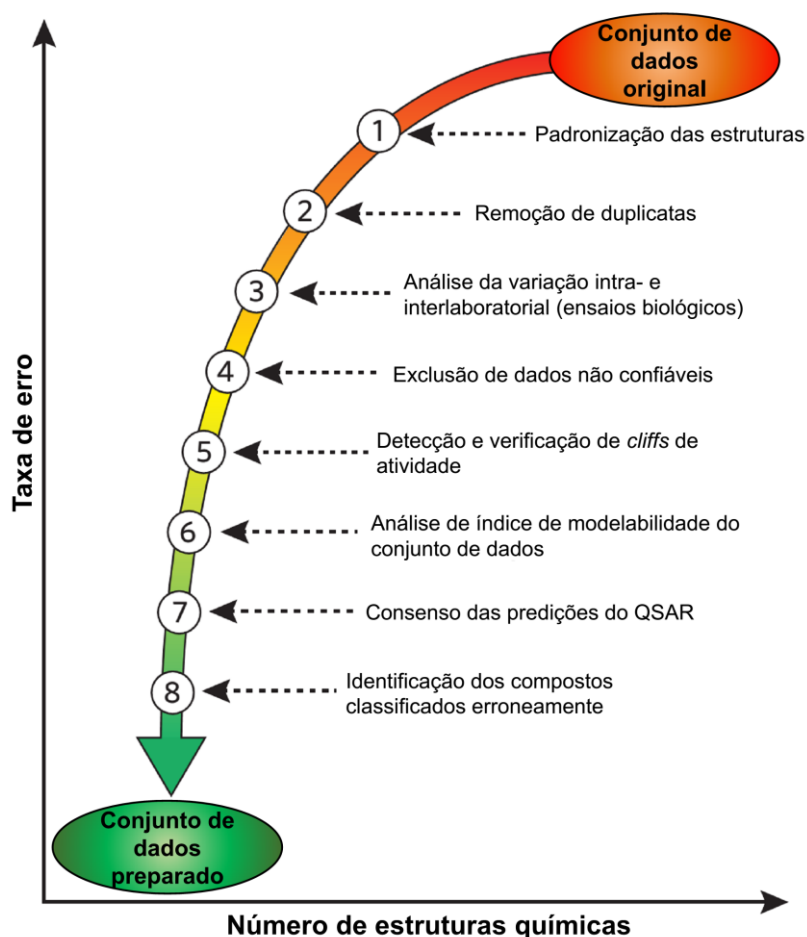 Conjunto de
dados
original
1
Padronização das estruturas
2
Remoção de duplicatas
3
Análise da variação intra- e
interlaboratorial (ensaios biológicos)
4
Exclusão de dados não confiáveis
5
Detecção e verificação de cliffs de
atividade
6
Análise de índice de modelabilidade do
conjunto de dados
7
Consenso das predições do QSAR
8
Identificação dos compostos
classificados erroneamente
Conjunto de
dados
preparado
Taxa de erro
Número de estruturas químicas